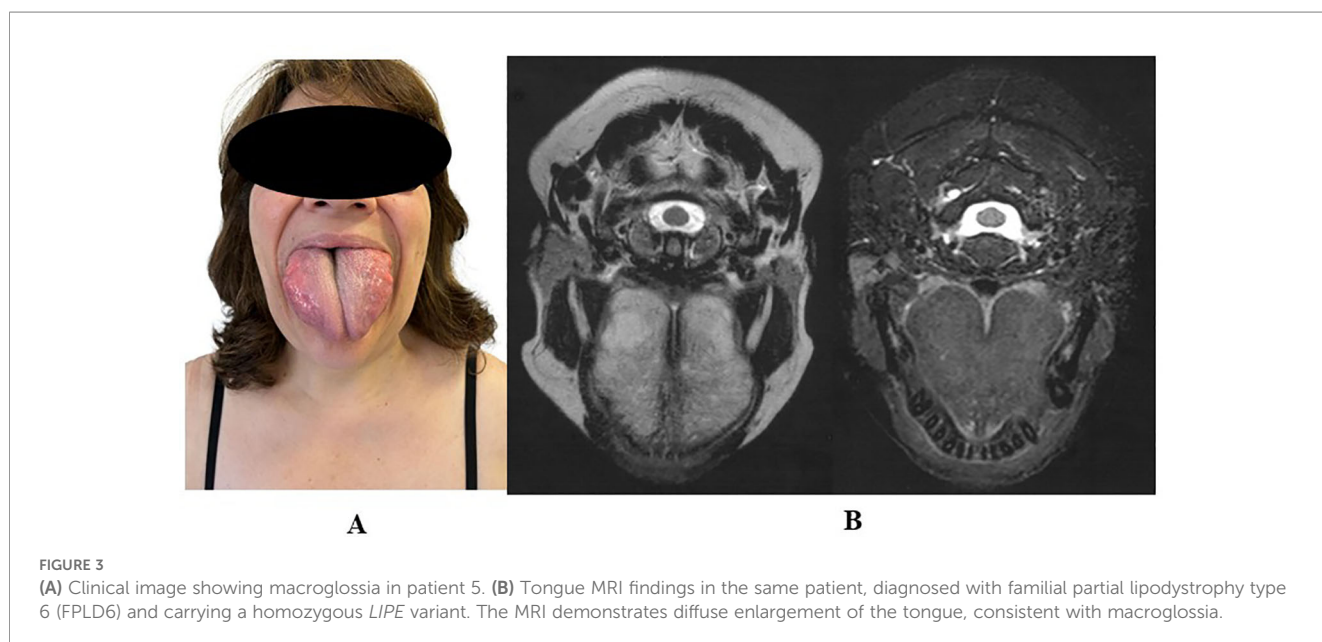 A
B
FIGURE 3
(A) Clinical image showing macroglossia in patient 5. (B) Tongue MRI findings in the same patient, diagnosed with familial partial lipodystrophy type
6 (FPLD6) and carrying a homozygous LIPE variant. The MRI demonstrates diffuse enlargement of the tongue, consistent with macroglossia.